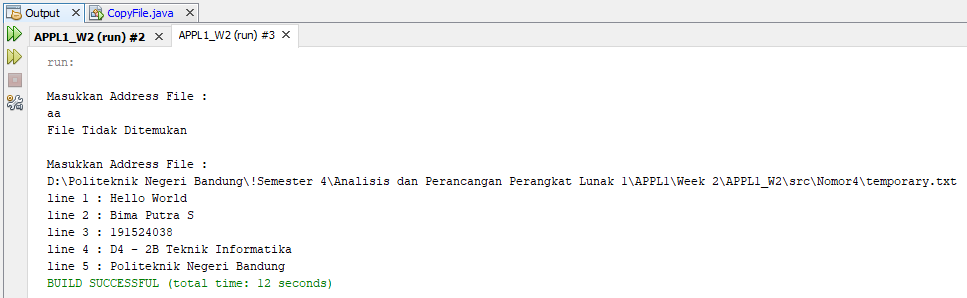 Output CopyFile.java
APPL1_W2 (run) #2 APPL1_W2 (run) #3
run:
Masukkan Address File :
aa
File Tidak Ditemukan
Masukkan Address File :
D:\Politeknik Negeri Bandung\!Semester 4\Analisis dan Perancangan Perangkat Lunak 1\APPL1\Week 2\APPL1_W2\src\Nomor4\temporary.txt
line 1 : Hello World
line 2 : Bima Putra S
line 3 : 191524038
line 4 : D4 - 2B Teknik Informatika
line 5 : Politeknik Negeri Bandung
BUILD SUCCESSFUL (total time: 12 seconds)